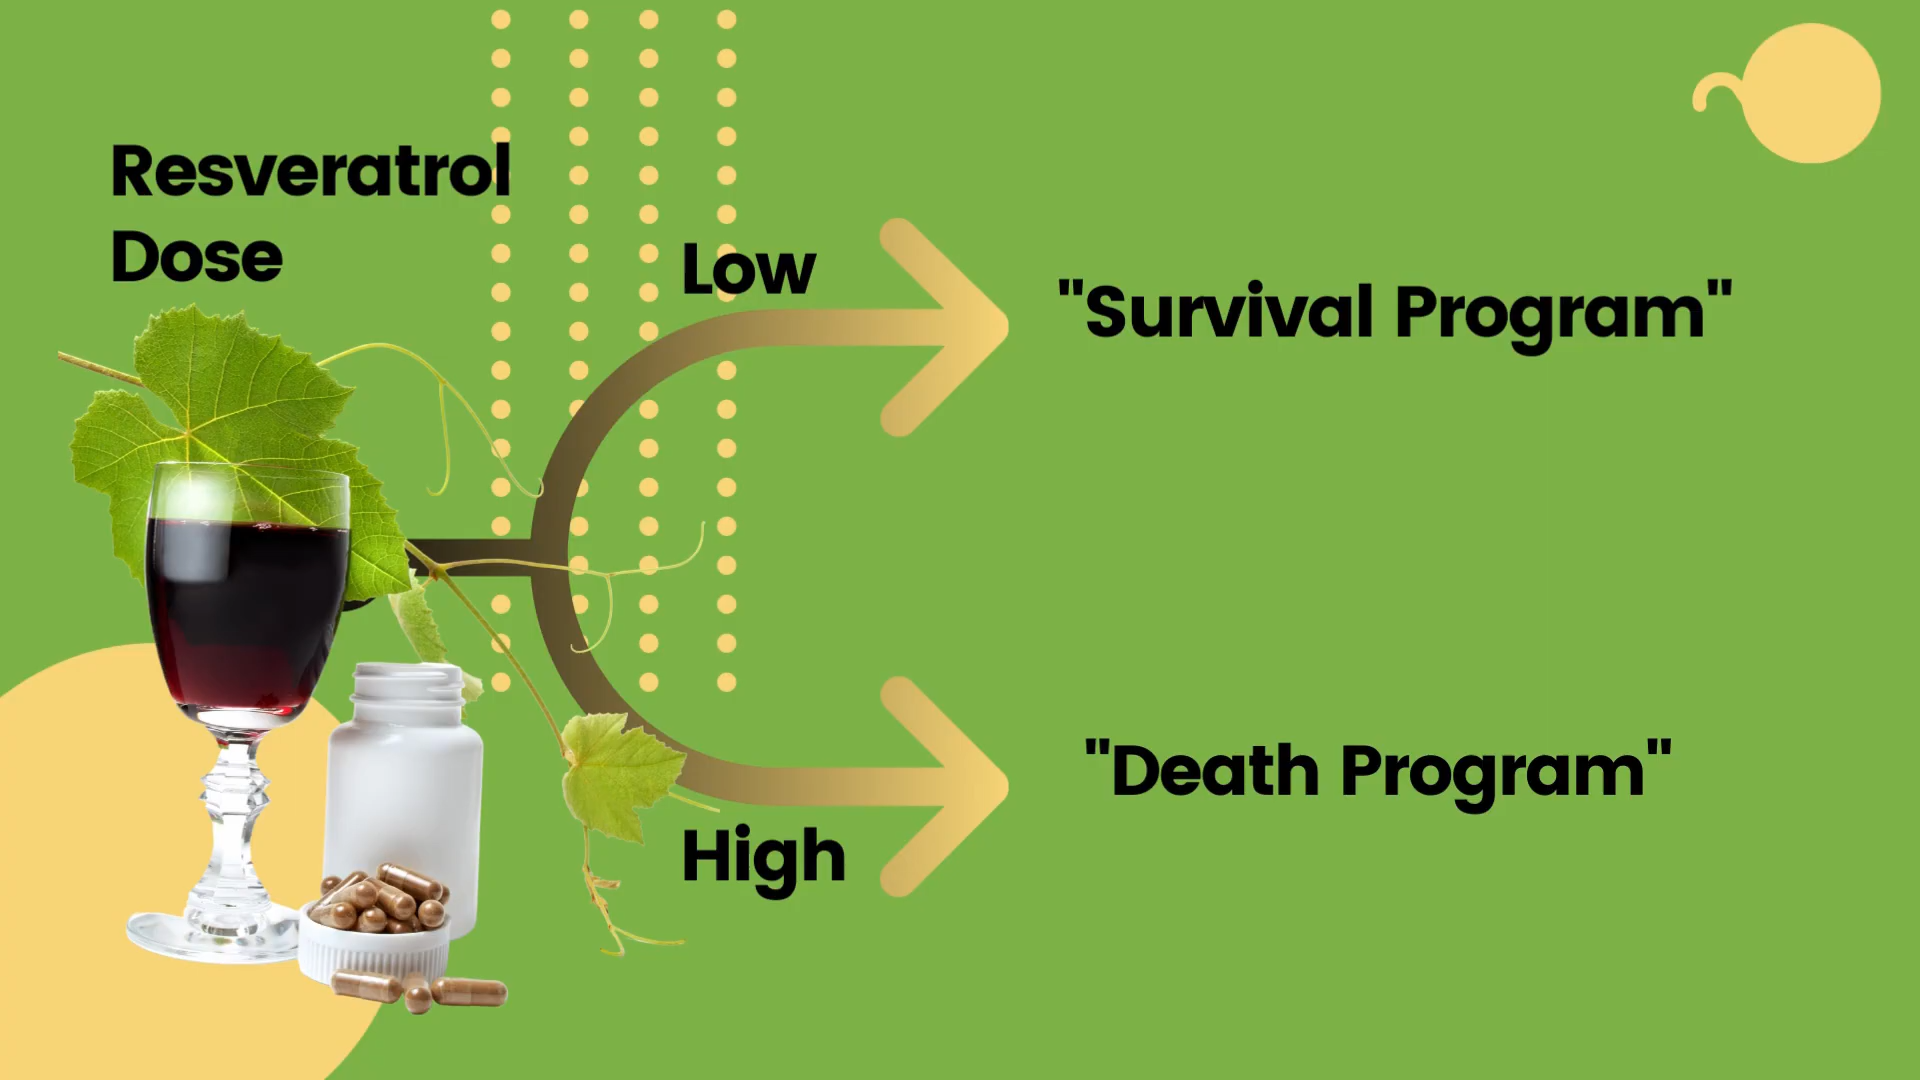 Resveratrol
Dose
Low
"Survival Program"
"Death Program"
High